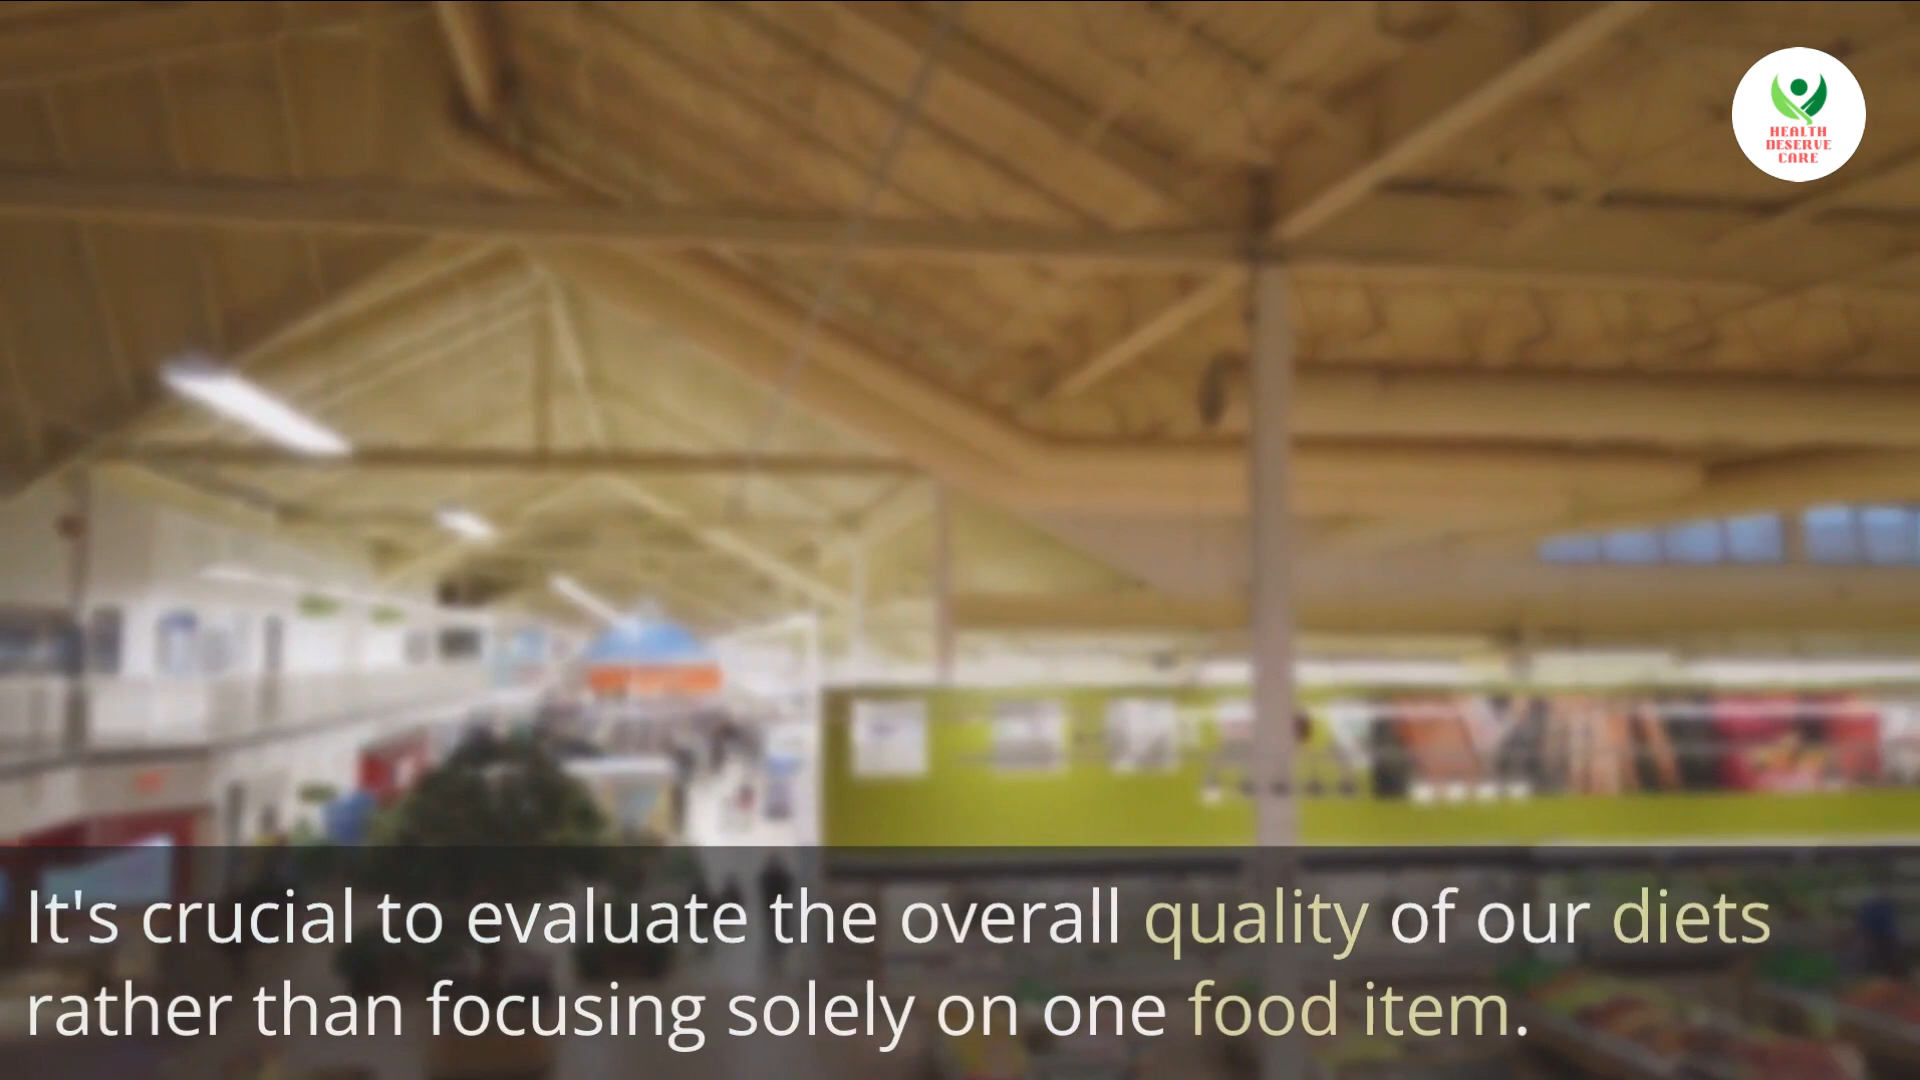 HEALTH
DESERVE
CARE
It's crucial to evaluate the overall quality of our diets
rather than focusing solely on one food item.